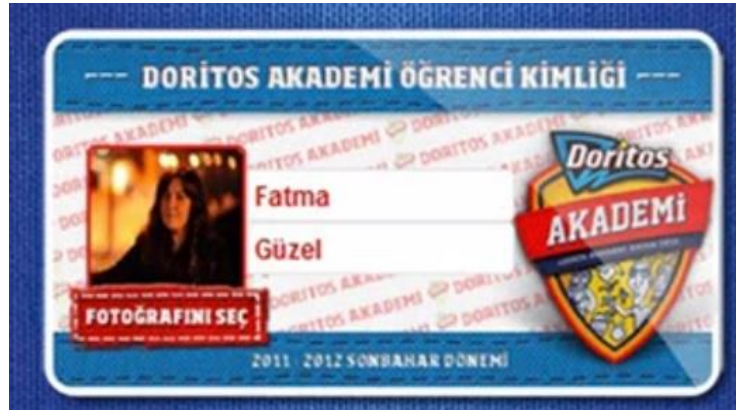 --- DORİTOS AKADEMİ ÖĞRENCİ KİMLİĞİ ---
Fatma
Güzel
FOTOĞRAFINI SEÇ
Doritos
AKADEMİ
2011 - 2012 SONBAHAR DÖNEMİ